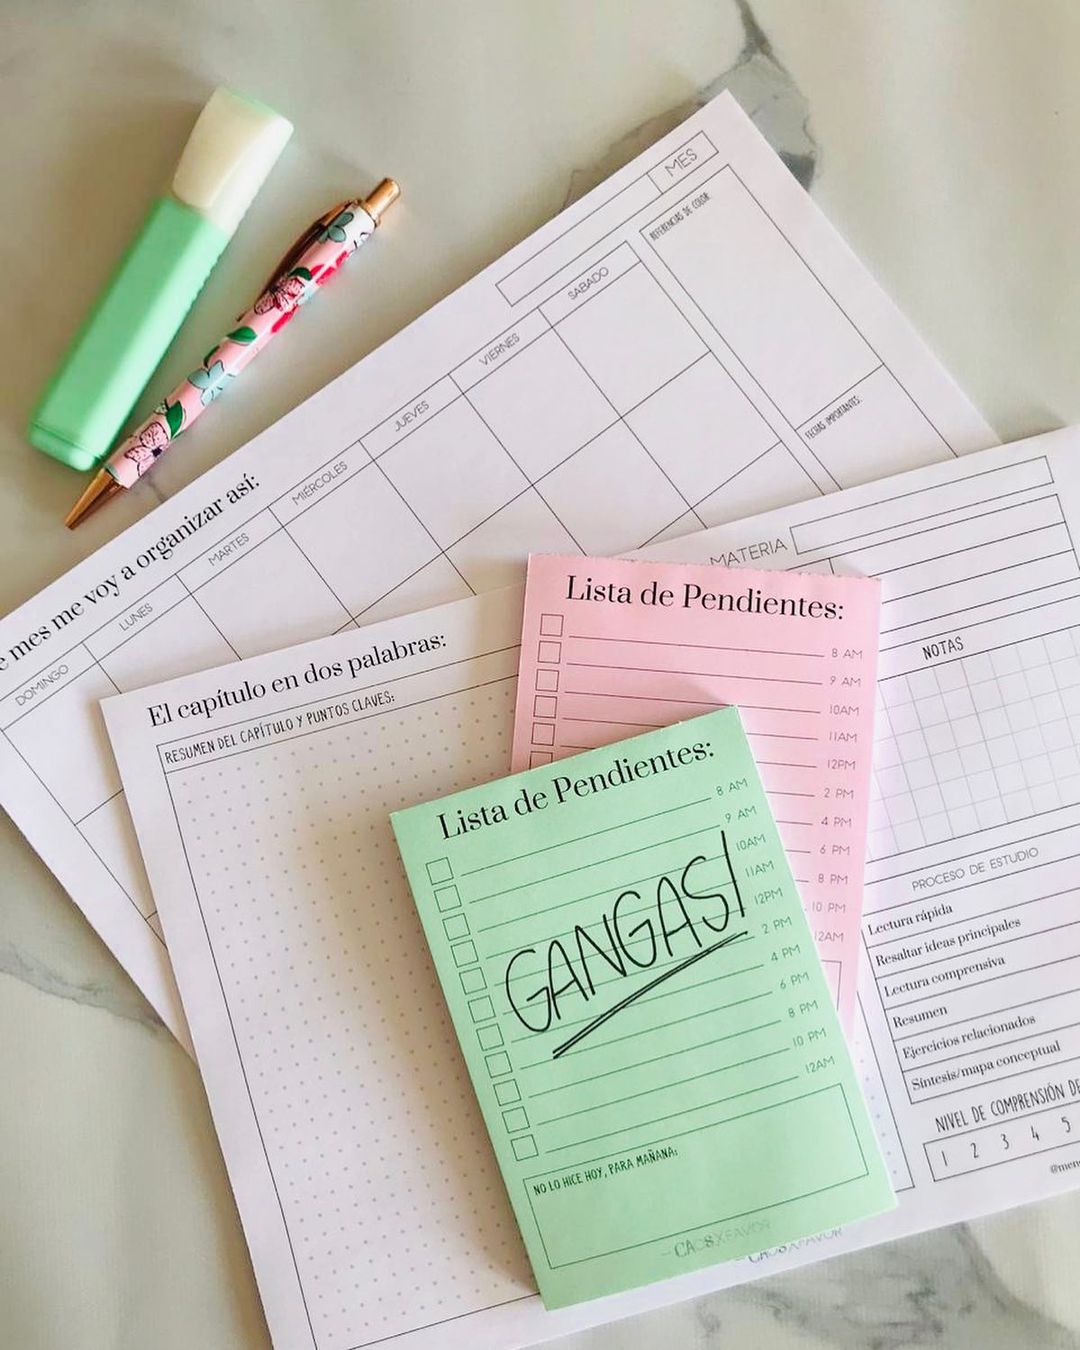 MES
REFERENCIAS DE COLOR:
e mes me voy a organizar así:
DOMINGO LUNES MARTES MIÉRCOLES JUEVES VIERNES SABADO
FECHAS IMPORTANTES:
El capítulo en dos palabras:
MATERIA
RESUMEN DEL CAPÍTULO Y PUNTOS CLAVES:
NOTAS
PROCESO DE ESTUDIO
Lectura rápida
Resaltar ideas principales
Lectura comprensiva
Resumen
Ejercicios relacionados
Síntesis/mapa conceptual
NIVEL DE COMPRENSIÓN DE
1 2 3 4 5
CAOSXFAVOR
Lista de Pendientes:
8 AM
9 AM
10AM
11AM
12PM
2 PM
4 PM
6 PM
8 PM
10 PM
12AM
Lista de Pendientes:
8 AM
9 AM
10AM
11AM
12PM
2 PM
4 PM
6 PM
8 PM
10 PM
12AM
GANGAS!
NO LO HICE HOY, PARA MAÑANA:
CAOSXFAVOR